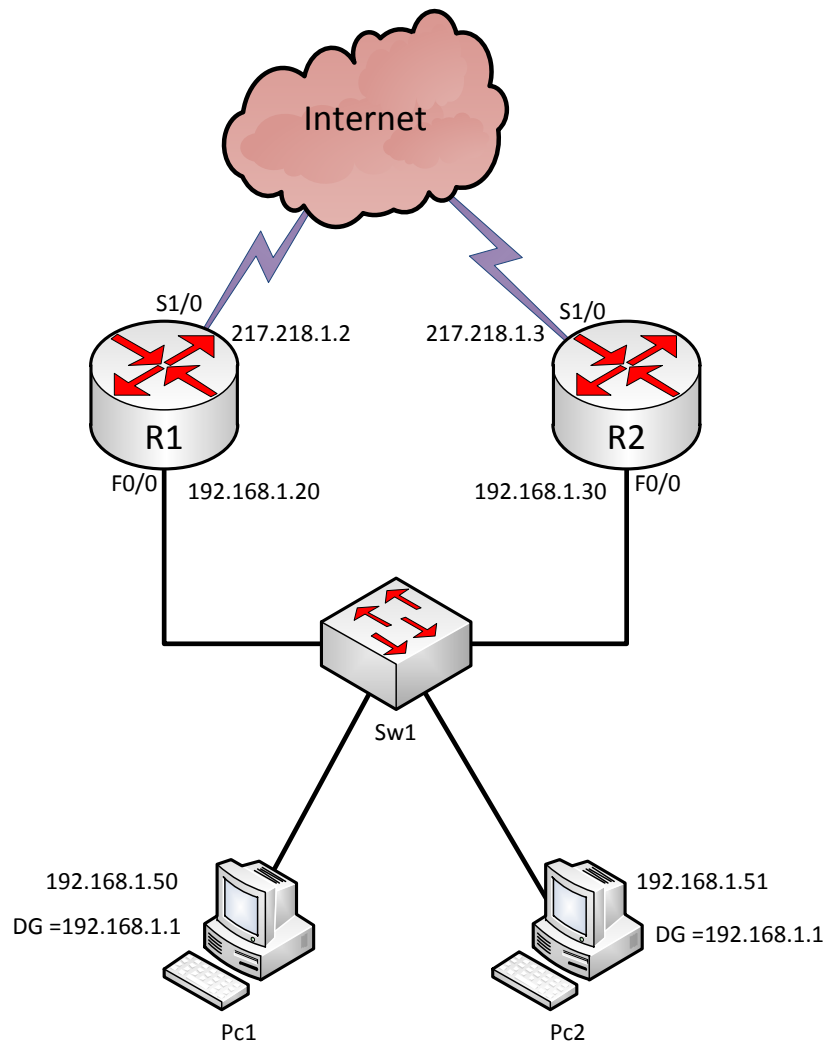 Internet
S1/0
S1/0
217.218.1.2
217.218.1.3
R1
R2
F0/0
192.168.1.20
192.168.1.30
F0/0
Sw1
192.168.1.50
192.168.1.51
DG =192.168.1.1
DG =192.168.1.1
Pc1
Pc2